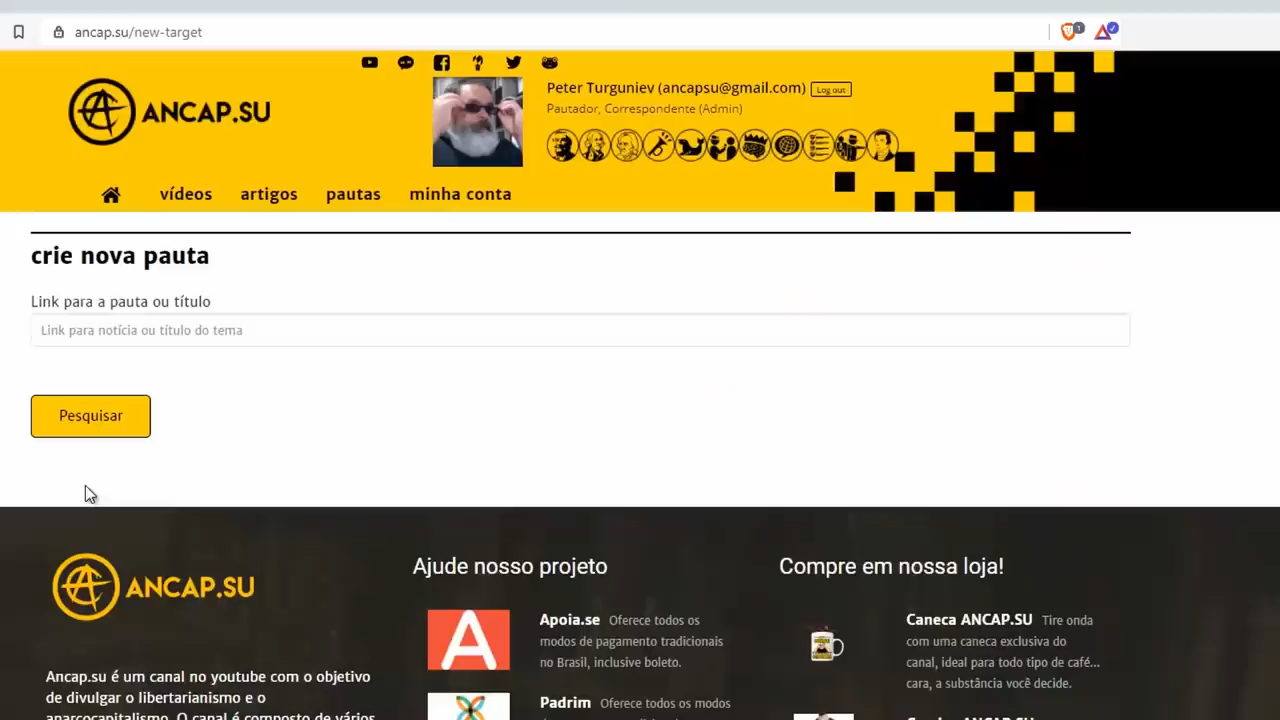 ancap.su/new-target
ANCAP.SU
Peter Turguniev (ancapsu@gmail.com) Log out
Pautador, Correspondente (Admin)
vídeos artigos pautas minha conta
crie nova pauta
Link para a pauta ou título
Link para notícia ou título do tema
Pesquisar
ANCAP.SU
Ancap.su é um canal no youtube com o objetivo
de divulgar o libertarianismo e o
anarcocapitalismo. O canal é composto de vários
Ajude nosso projeto
Apoia.se Oferece todos os
modos de pagamento tradicionais
no Brasil, inclusive boleto.
Padrim Oferece todos os modos
Compre em nossa loja!
Caneca ANCAP.SU Tire onda
com uma caneca exclusiva do
canal, ideal para todo tipo de café...
cara, a substância você decide.